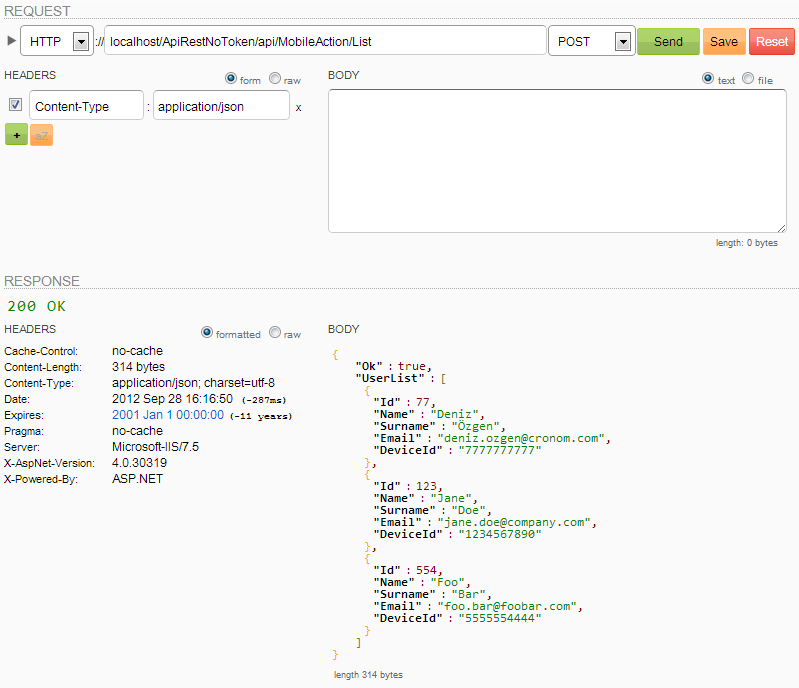 REQUEST
HTTP :// localhost/ApiRestNoToken/api/MobileAction/List POST Send Save Reset
HEADERS form raw
Content-Type : application/json x
+ aZ
BODY text file
length: 0 bytes
RESPONSE
200 OK
HEADERS formatted raw
Cache-Control: no-cache
Content-Length: 314 bytes
Content-Type: application/json; charset=utf-8
Date: 2012 Sep 28 16:16:50 (-287ms)
Expires: 2001 Jan 1 00:00:00 (-11 years)
Pragma: no-cache
Server: Microsoft-IIS/7.5
X-AspNet-Version: 4.0.30319
X-Powered-By: ASP.NET
BODY
{
"Ok" : true,
"UserList" : [
{
"Id" : 77,
"Name" : "Deniz",
"Surname" : "Özgen",
"Email" : "deniz.ozgen@cronom.com",
"DeviceId" : "7777777777"
},
{
"Id" : 123,
"Name" : "Jane",
"Surname" : "Doe",
"Email" : "jane.doe@company.com",
"DeviceId" : "1234567890"
},
{
"Id" : 554,
"Name" : "Foo",
"Surname" : "Bar",
"Email" : "foo.bar@foobar.com",
"DeviceId" : "5555554444"
}
]
}
length 314 bytes